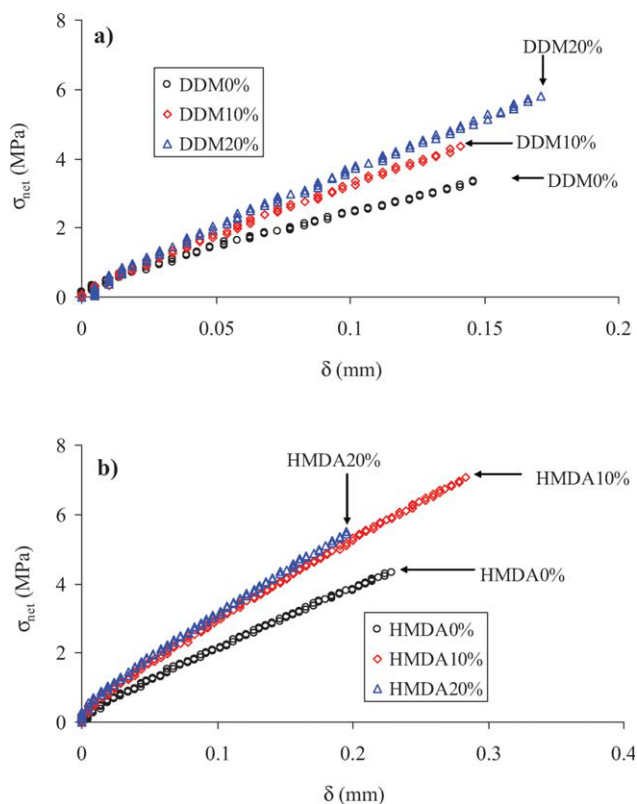 8
a)
DDM20%
DDM0%
DDM10%
DDM20%
6
σnet (MPa)
4
DDM10%
DDM0%
2
0
0 0.05 0.1 0.15 0.2
δ (mm)
8
b)
HMDA20%
HMDA10%
6
σnet (MPa)
4
HMDA0%
HMDA0%
HMDA10%
HMDA20%
2
0
0 0.1 0.2 0.3 0.4
δ (mm)